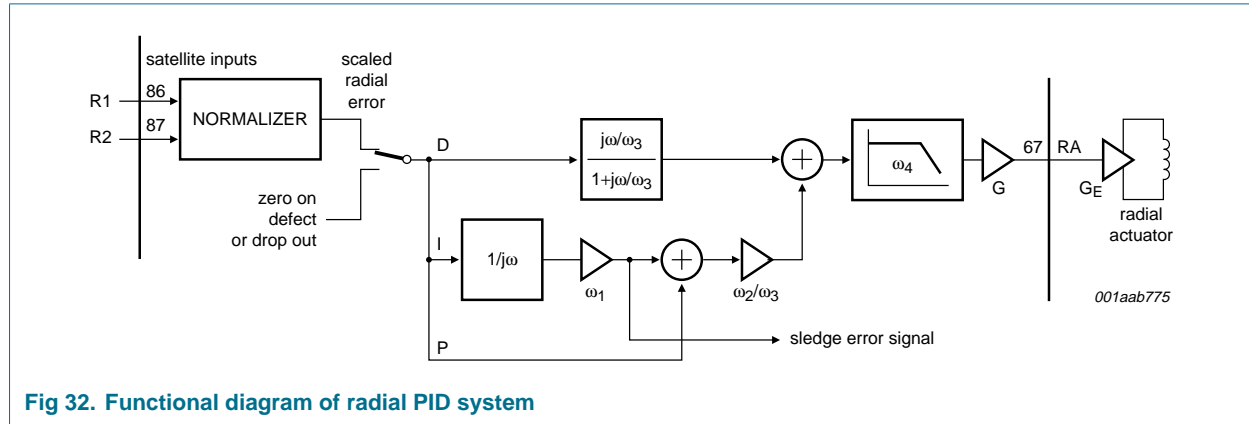 satellite inputs
R1
86
R2
87
NORMALIZER
scaled
radial
error
zero on
defect
or drop out
D
jω/ω3
1+jω/ω3
+
ω4
G
67
RA
GE
radial
actuator
I
1/jω
ω1
+
ω2/ω3
P
sledge error signal
001aab775
Fig 32. Functional diagram of radial PID system